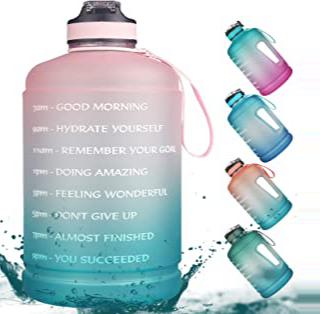 7am - GOOD MORNING
9am - HYDRATE YOURSELF
11am - REMEMBER YOUR GOAL
1pm - DOING AMAZING
3pm - FEELING WONDERFUL
5pm - DON'T GIVE UP
7pm - ALMOST FINISHED
9pm - YOU SUCCEEDED